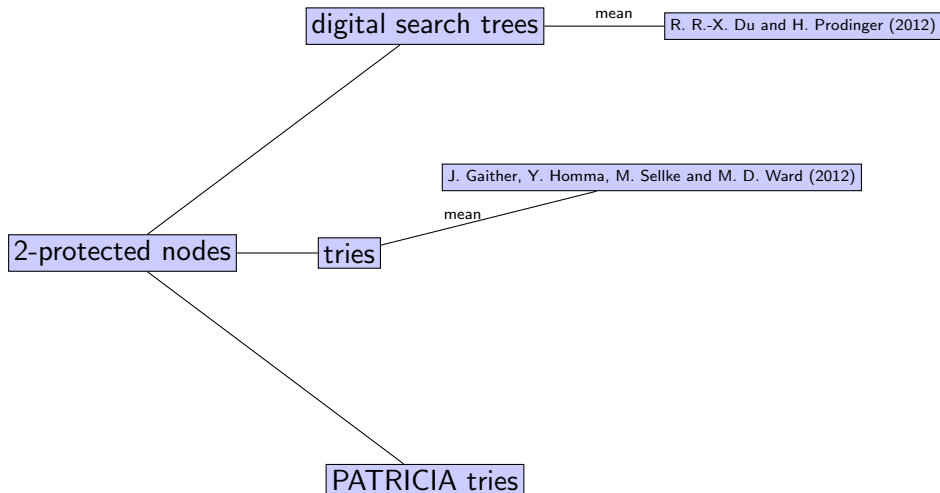 digital search trees
mean
R. R.-X. Du and H. Prodinger (2012)
J. Gaither, Y. Homma, M. Sellke and M. D. Ward (2012)
mean
2-protected nodes
tries
PATRICIA tries